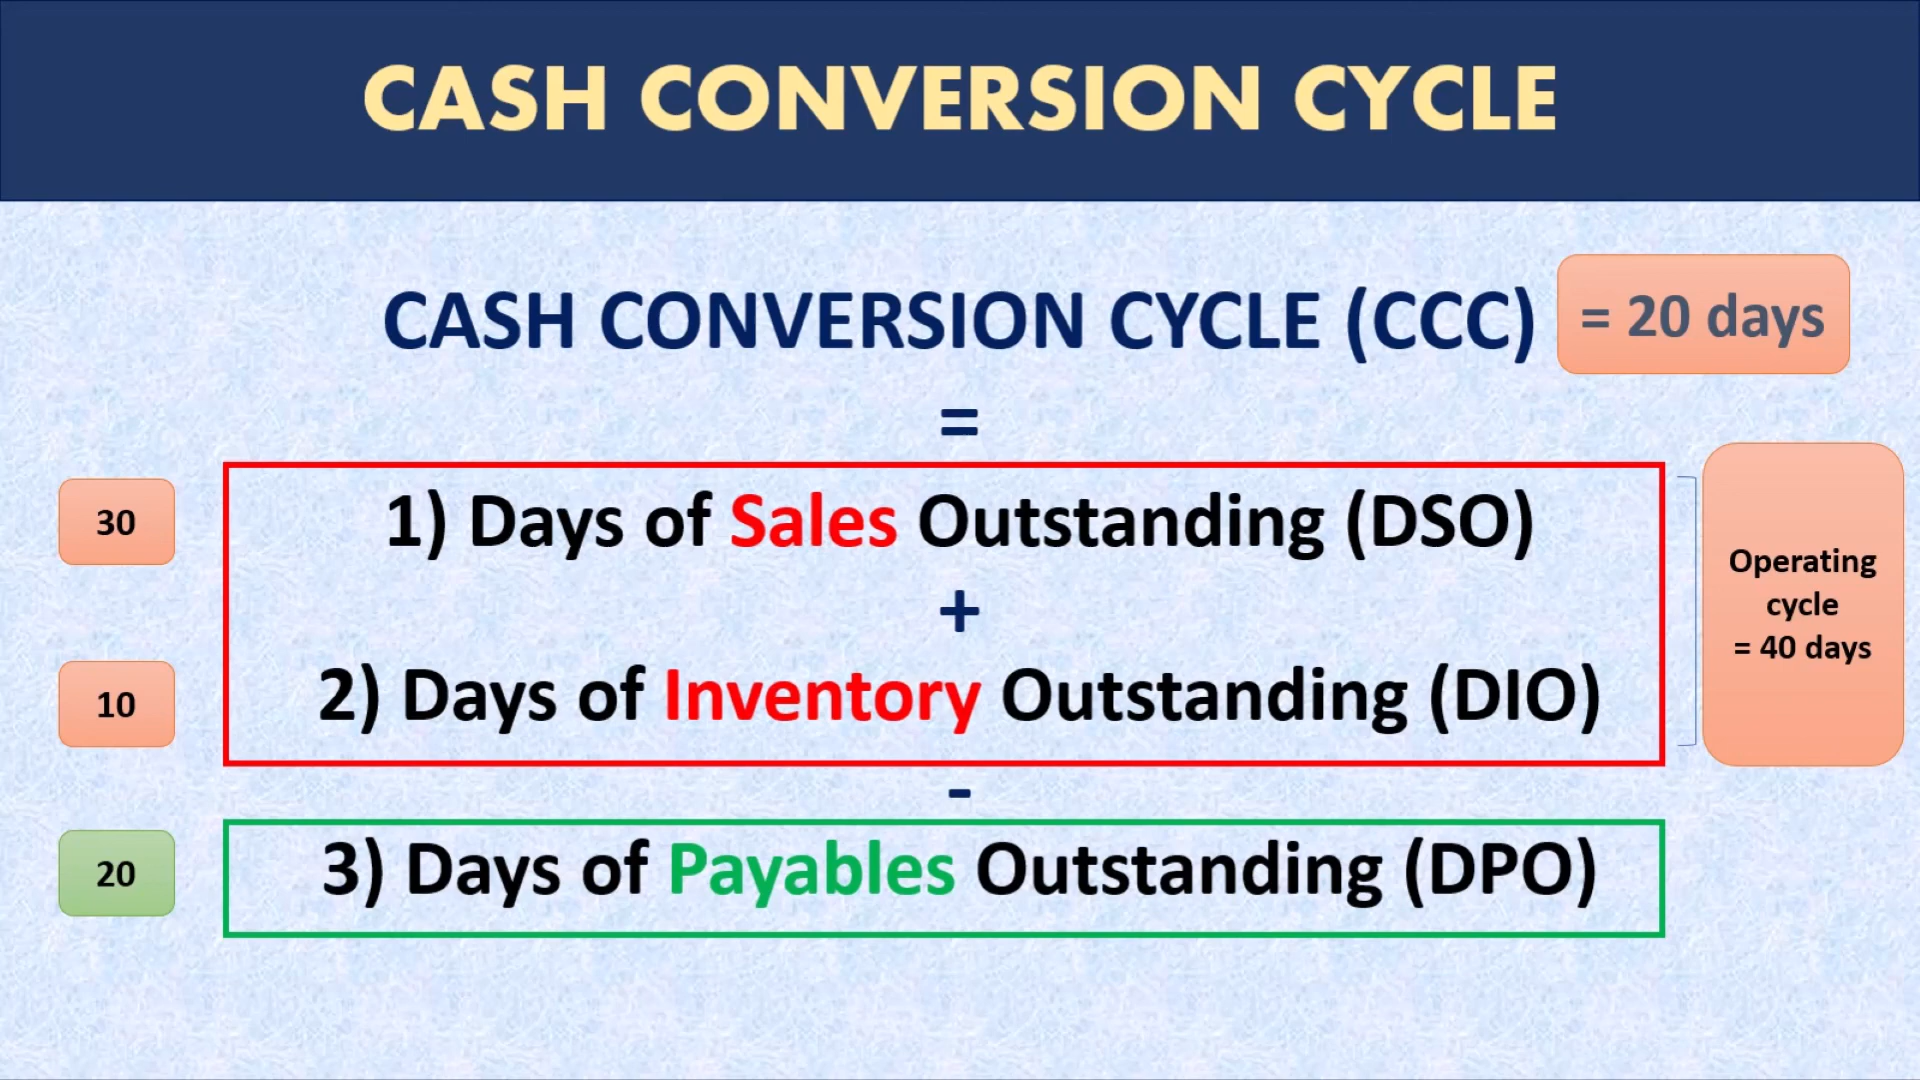 CASH CONVERSION CYCLE
CASH CONVERSION CYCLE (CCC)
= 20 days
=
30
1) Days of Sales Outstanding (DSO)
+
10
2) Days of Inventory Outstanding (DIO)
Operating
cycle
= 40 days
-
20
3) Days of Payables Outstanding (DPO)